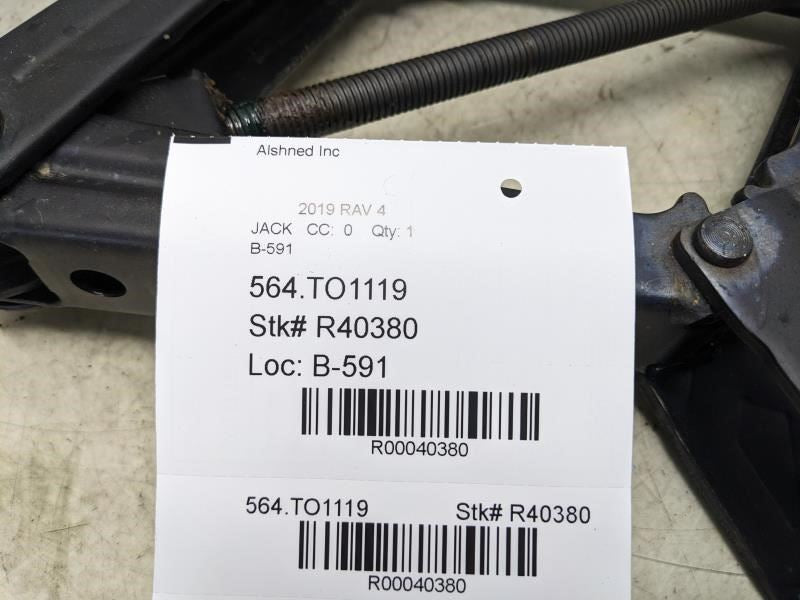 Alshned Inc
2019 RAV 4
JACK CC: 0 Qty: 1
B-591
564.TO1119
Stk# R40380
Loc: B-591
R00040380
564.TO1119 Stk# R40380
R00040380